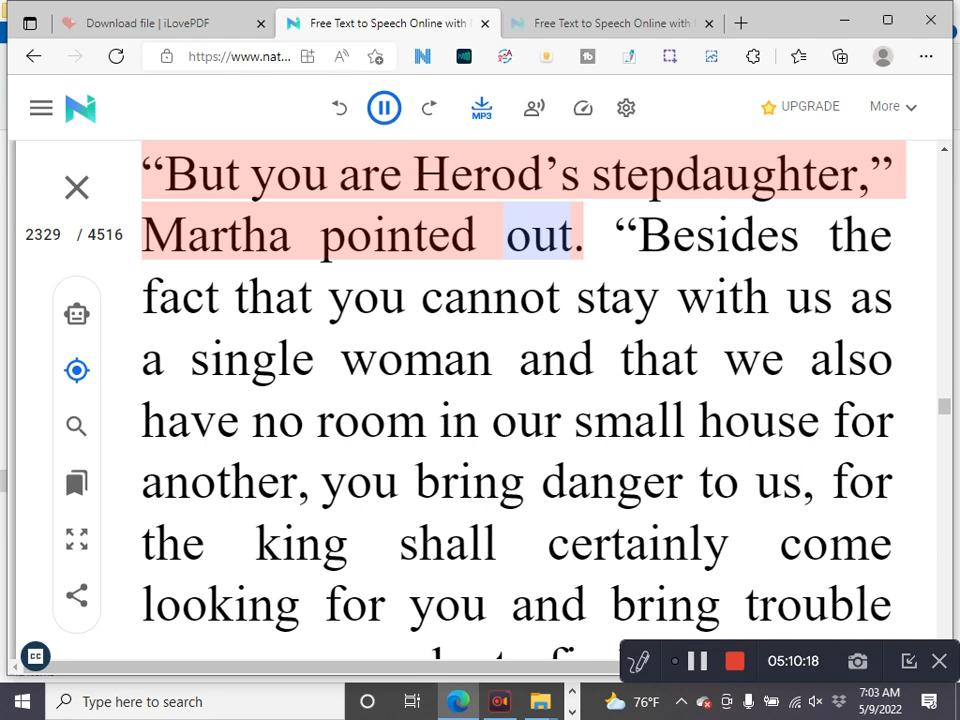 Download file | iLovePDF
Free Text to Speech Online with
Free Text to Speech Online with
https://www.nat...
MP3
UPGRADE
More
2329 / 4516
“But you are Herod’s stepdaughter,”
Martha pointed out. “Besides the
fact that you cannot stay with us as
a single woman and that we also
have no room in our small house for
another, you bring danger to us, for
the king shall certainly come
looking for you and bring trouble
CC
05:10:18
Type here to search
76°F
7:03 AM
5/9/2022